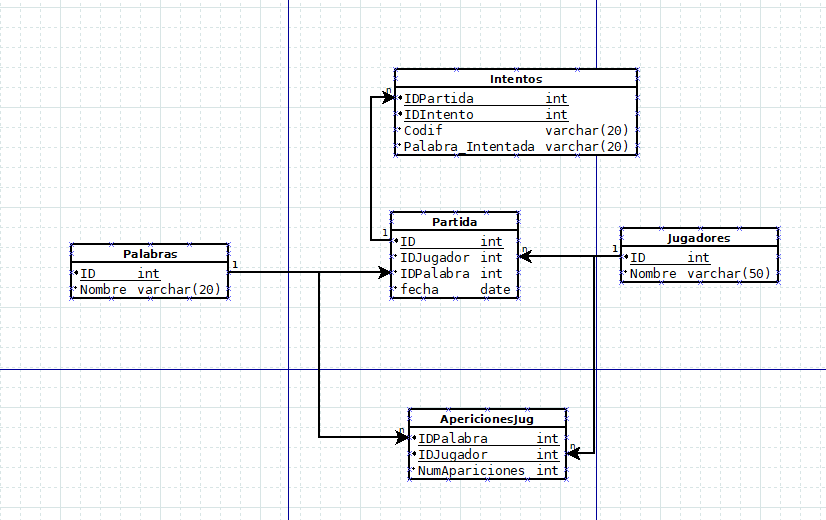 Intentos
n
IDPartida int
IDIntento int
Codif varchar(20)
Palabra_Intentada varchar(20)
Partida
1
ID int
IDJugador int
n
IDPalabra int
fecha date
Jugadores
1
ID int
Nombre varchar(50)
Palabras
1
ID int
Nombre varchar(20)
ApericionesJug
n
IDPalabra int
IDJugador int
n
NumApariciones int